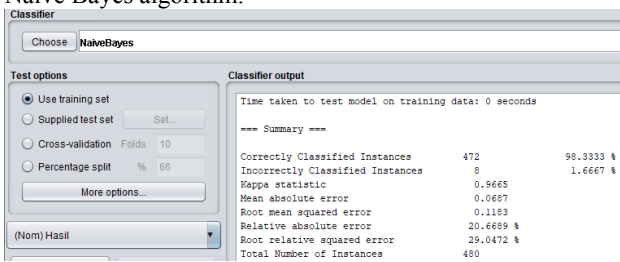 Naive Bayes algorithm.
Classifier
Choose NaiveBayes
Test options
Use training set
Supplied test set Set...
Cross-validation Folds 10
Percentage split % 66
More options...
(Nom) Hasil
Classifier output
Time taken to test model on training data: 0 seconds
=== Summary ===
Correctly Classified Instances 472 98.3333 %
Incorrectly Classified Instances 8 1.6667 %
Kappa statistic 0.9665
Mean absolute error 0.0687
Root mean squared error 0.1183
Relative absolute error 20.6689 %
Root relative squared error 29.0472 %
Total Number of Instances 480